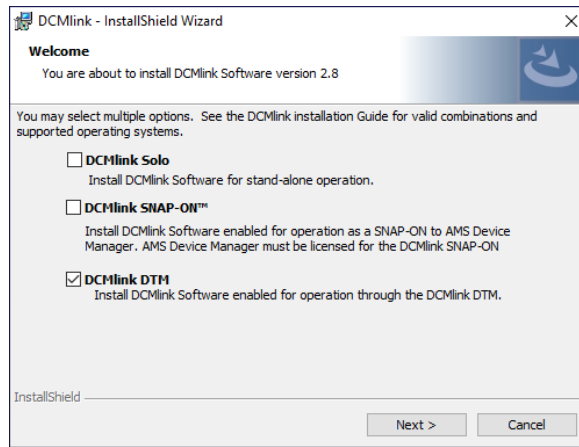 DCMlink - InstallShield Wizard
Welcome
You are about to install DCMlink Software version 2.8
You may select multiple options. See the DCMlink installation Guide for valid combinations and
supported operating systems.
DCMlink Solo
Install DCMlink Software for stand-alone operation.
DCMlink SNAP-ON™
Install DCMlink Software enabled for operation as a SNAP-ON to AMS Device
Manager. AMS Device Manager must be licensed for the DCMlink SNAP-ON
DCMlink DTM
Install DCMlink Software enabled for operation through the DCMlink DTM.
InstallShield
Next >
Cancel